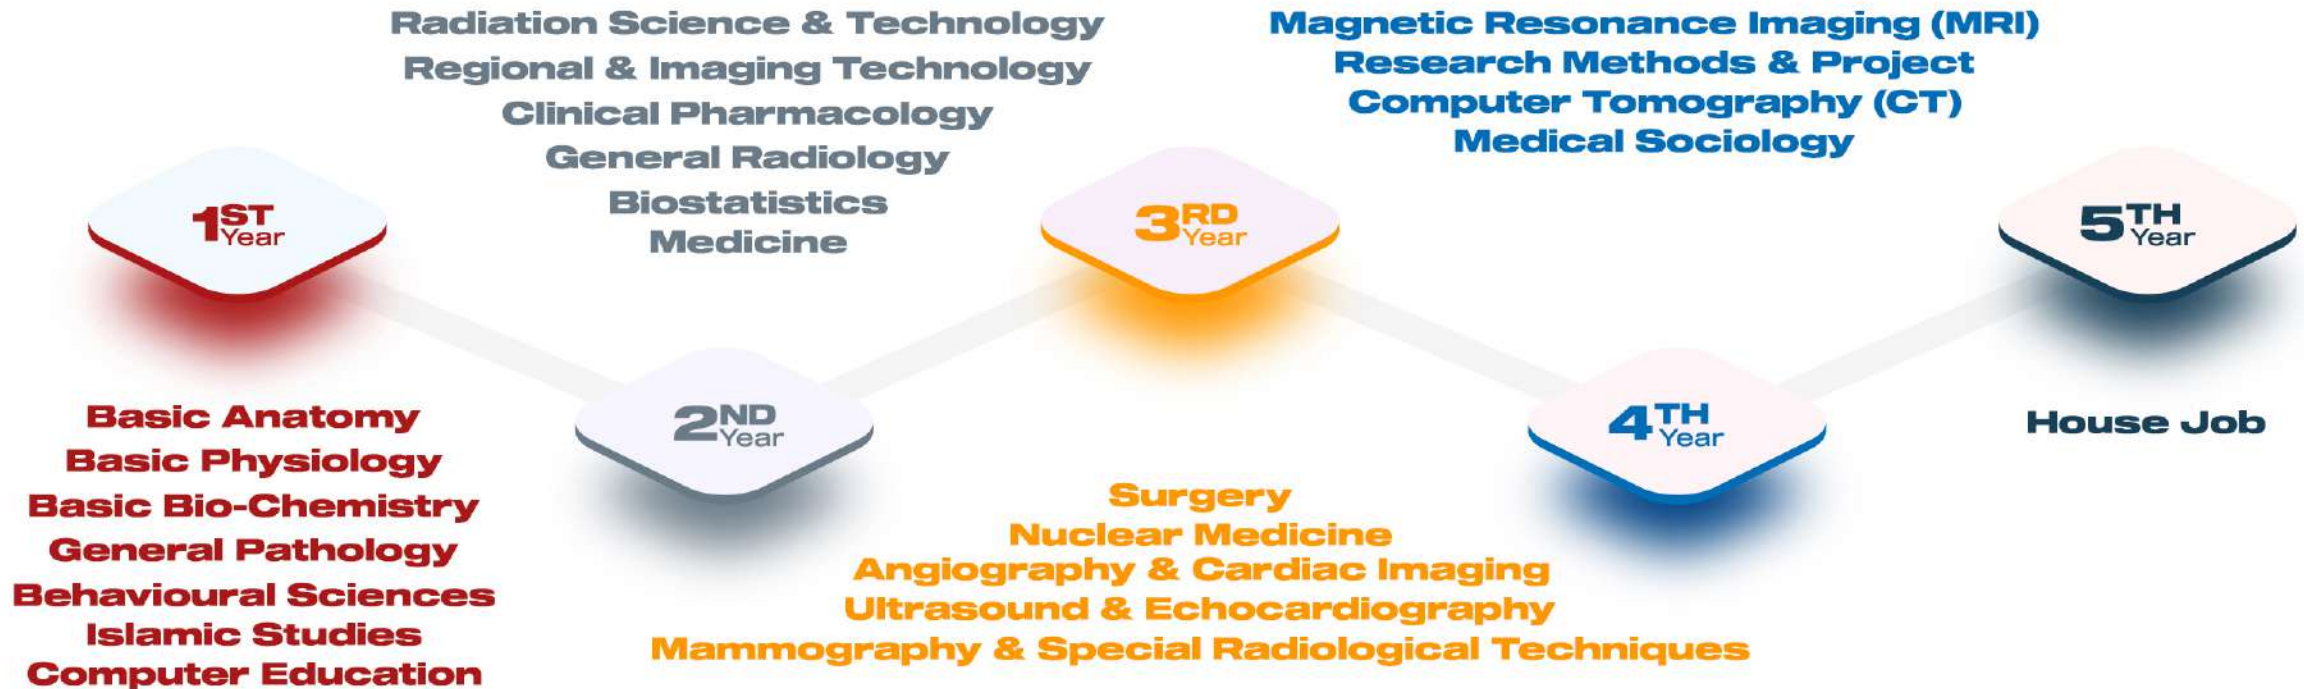 1ST Year
Basic Anatomy
Basic Physiology
Basic Bio-Chemistry
General Pathology
Behavioural Sciences
Islamic Studies
Computer Education
Radiation Science & Technology
Regional & Imaging Technology
Clinical Pharmacology
General Radiology
Biostatistics
Medicine
2ND Year
3RD Year
Surgery
Nuclear Medicine
Angiography & Cardiac Imaging
Ultrasound & Echocardiography
Mammography & Special Radiological Techniques
Magnetic Resonance Imaging (MRI)
Research Methods & Project
Computer Tomography (CT)
Medical Sociology
4TH Year
5TH Year
House Job